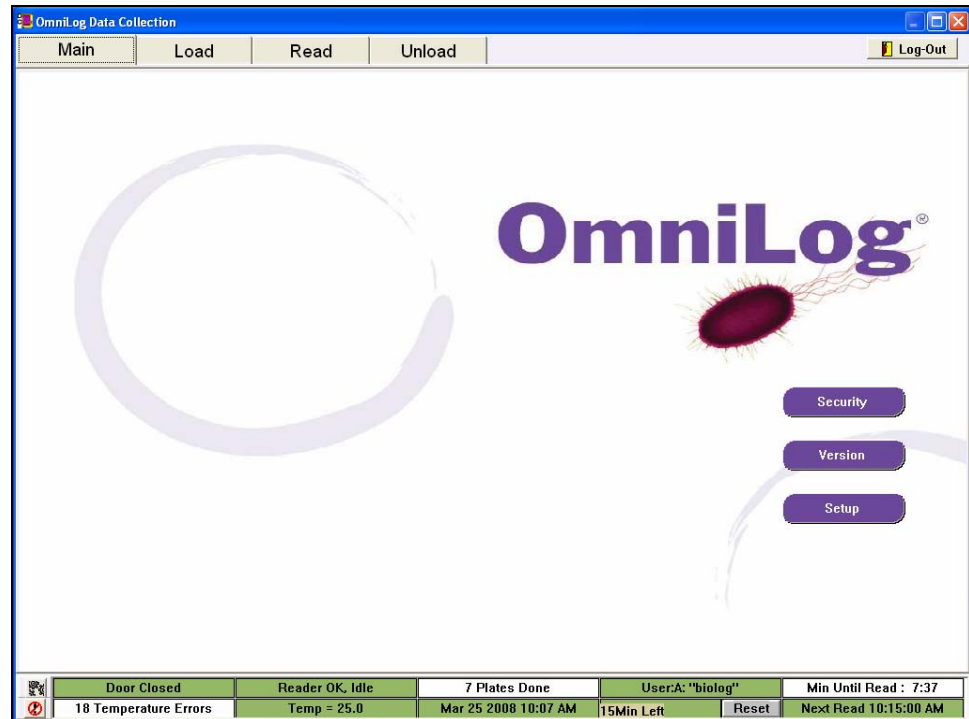 OmniLog Data Collection
Main Load Read Unload Log-Out
OmniLog®
Security
Version
Setup
Door Closed Reader OK, Idle 7 Plates Done User:A: "biolog" Min Until Read : 7:37
18 Temperature Errors Temp = 25.0 Mar 25 2008 10:07 AM 15Min Left Reset Next Read 10:15:00 AM